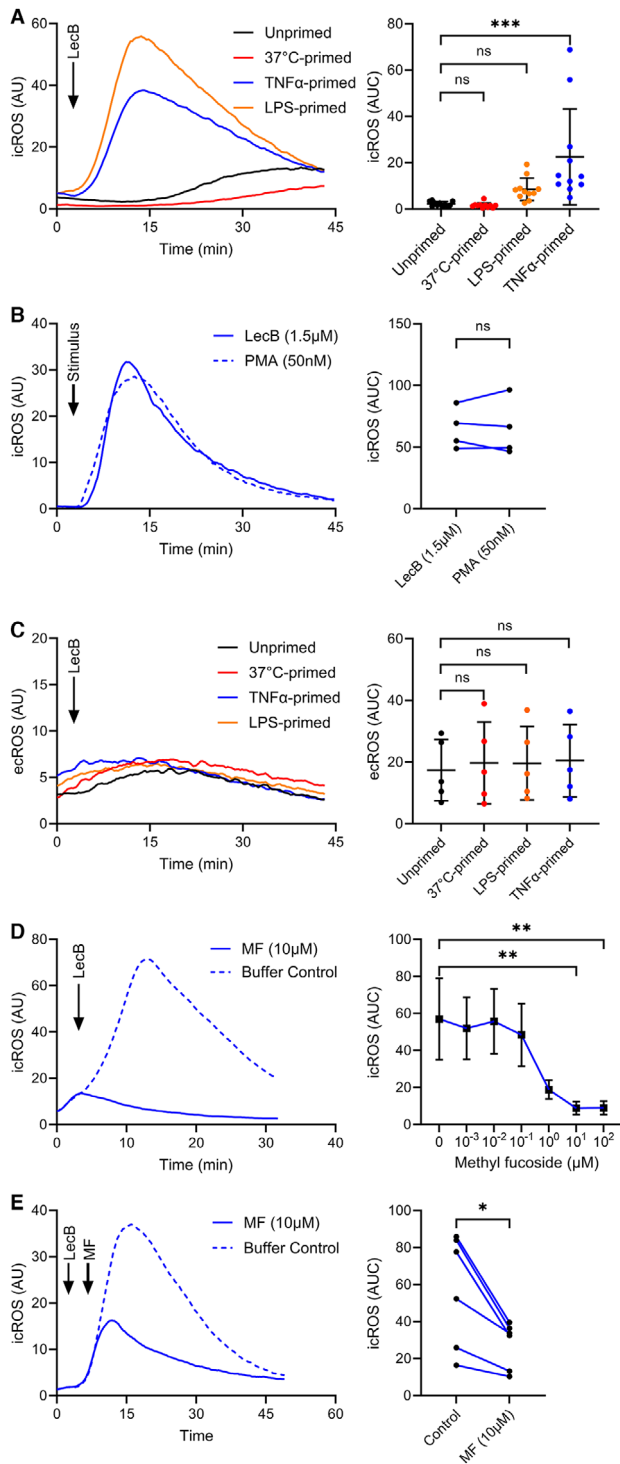 A
LecB
Unprimed
37°C-primed
TNFα-primed
LPS-primed
icROS (AU)
60
40
20
0
0 15 30 45
Time (min)
icROS (AUC)
80
60
40
20
0
ns
ns
***
Unprimed
37°C-primed
LPS-primed
TNFα-primed
B
Stimulus
LecB (1.5µM)
PMA (50nM)
icROS (AU)
40
30
20
10
0
0 15 30 45
Time (min)
icROS (AUC)
150
100
50
0
ns
LecB (1.5µM)
PMA (50nM)
C
LecB
Unprimed
37°C-primed
TNFα-primed
LPS-primed
ecROS (AU)
20
15
10
5
0
0 15 30 45
Time (min)
ecROS (AUC)
60
40
20
0
ns
ns
ns
Unprimed
37°C-primed
LPS-primed
TNFα-primed
D
LecB
MF (10µM)
Buffer Control
icROS (AU)
80
60
40
20
0
0 10 20 30 40
Time (min)
icROS (AUC)
100
80
60
40
20
0
**
**
0 10⁻³ 10⁻² 10⁻¹ 10⁰ 10¹ 10²
Methyl fucoside (µM)
E
LecB
MF
MF (10µM)
Buffer Control
icROS (AU)
40
30
20
10
0
0 15 30 45 60
Time
icROS (AUC)
100
80
60
40
20
0
*
Control
MF (10µM)